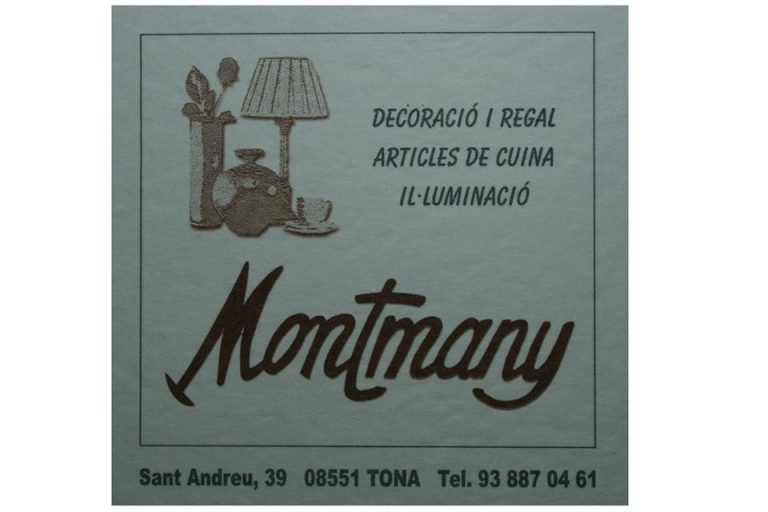 DECORACIÓ I REGAL
ARTICLES DE CUINA
IL·LUMINACIÓ
Montmany
Sant Andreu, 39 08551 TONA Tel. 93 887 04 61